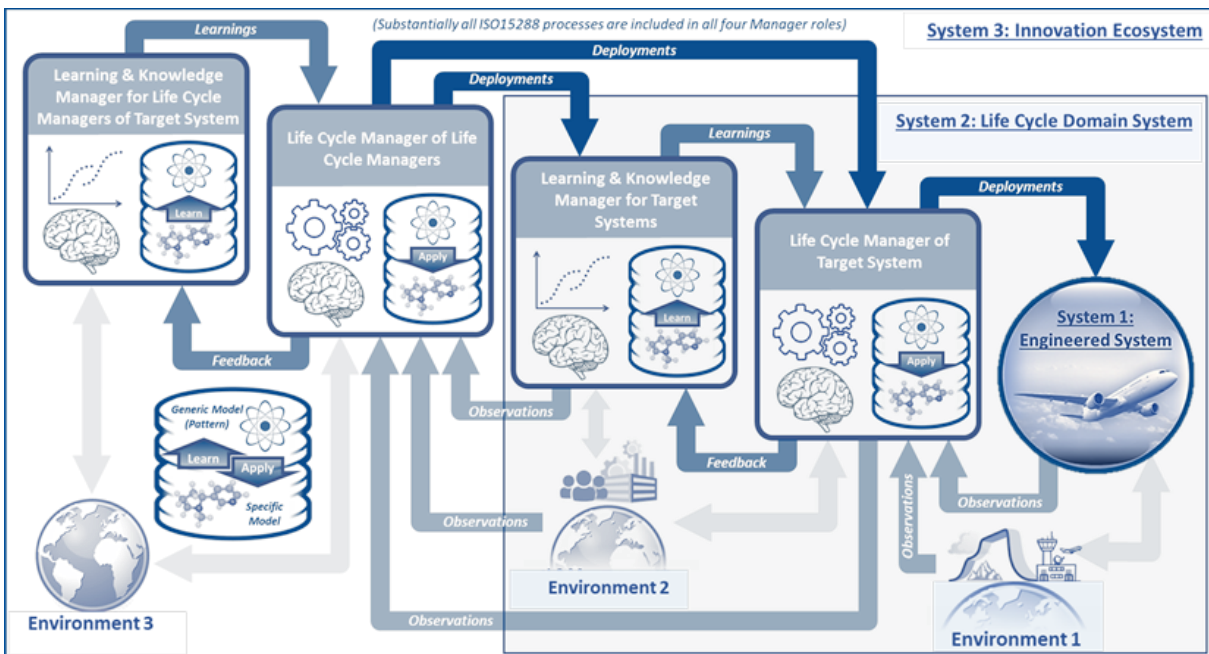 (Substantially all ISO15288 processes are included in all four Manager roles)
System 3: Innovation Ecosystem
Learnings
Deployments
Learning & Knowledge
Manager for Life Cycle
Managers of Target System
Learn
Deployments
Life Cycle Manager of Life
Cycle Managers
Apply
System 2: Life Cycle Domain System
Learnings
Learning & Knowledge
Manager for Target
Systems
Learn
Deployments
Life Cycle Manager of
Target System
Apply
System 1:
Engineered System
Feedback
Observations
Feedback
Observations
Observations
Observations
Observations
Generic Model
(Pattern)
Learn
Apply
Specific
Model
Environment 3
Environment 2
Environment 1